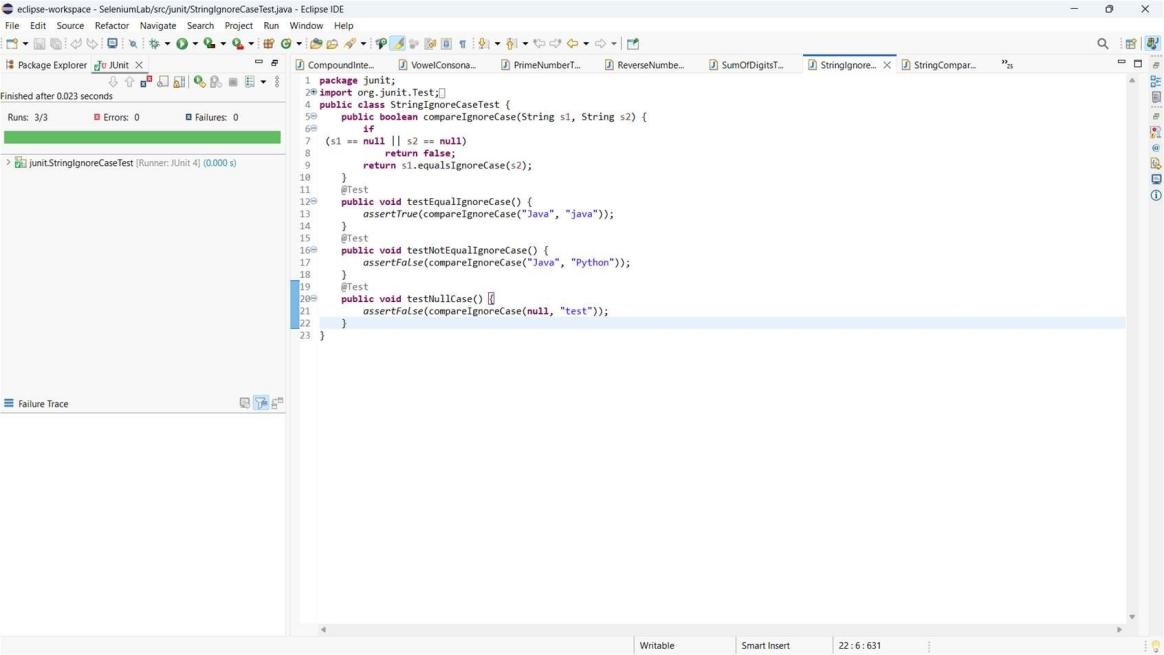 eclipse-workspace - SeleniumLab/src/junit/StringIgnoreCaseTest.java - Eclipse IDE
File Edit Source Refactor Navigate Search Project Run Window Help
Package Explorer JUnit
CompoundInte... VowelConsona... PrimeNumberT... ReverseNumbe... SumOfDigitsT... StringIgnore... StringCompar... »25
Finished after 0.023 seconds
Runs: 3/3 Errors: 0 Failures: 0
junit.StringIgnoreCaseTest [Runner: JUnit 4] (0.000 s)
Failure Trace
1 package junit;
2 import org.junit.Test;
4 public class StringIgnoreCaseTest {
5 public boolean compareIgnoreCase(String s1, String s2) {
6 if
7 (s1 == null || s2 == null)
8 return false;
9 return s1.equalsIgnoreCase(s2);
10 }
11 @Test
12 public void testEqualIgnoreCase() {
13 assertTrue(compareIgnoreCase("Java", "java"));
14 }
15 @Test
16 public void testNotEqualIgnoreCase() {
17 assertFalse(compareIgnoreCase("Java", "Python"));
18 }
19 @Test
20 public void testNullCase() {
21 assertFalse(compareIgnoreCase(null, "test"));
22 }
23 }
Writable Smart Insert 22 : 6 : 631